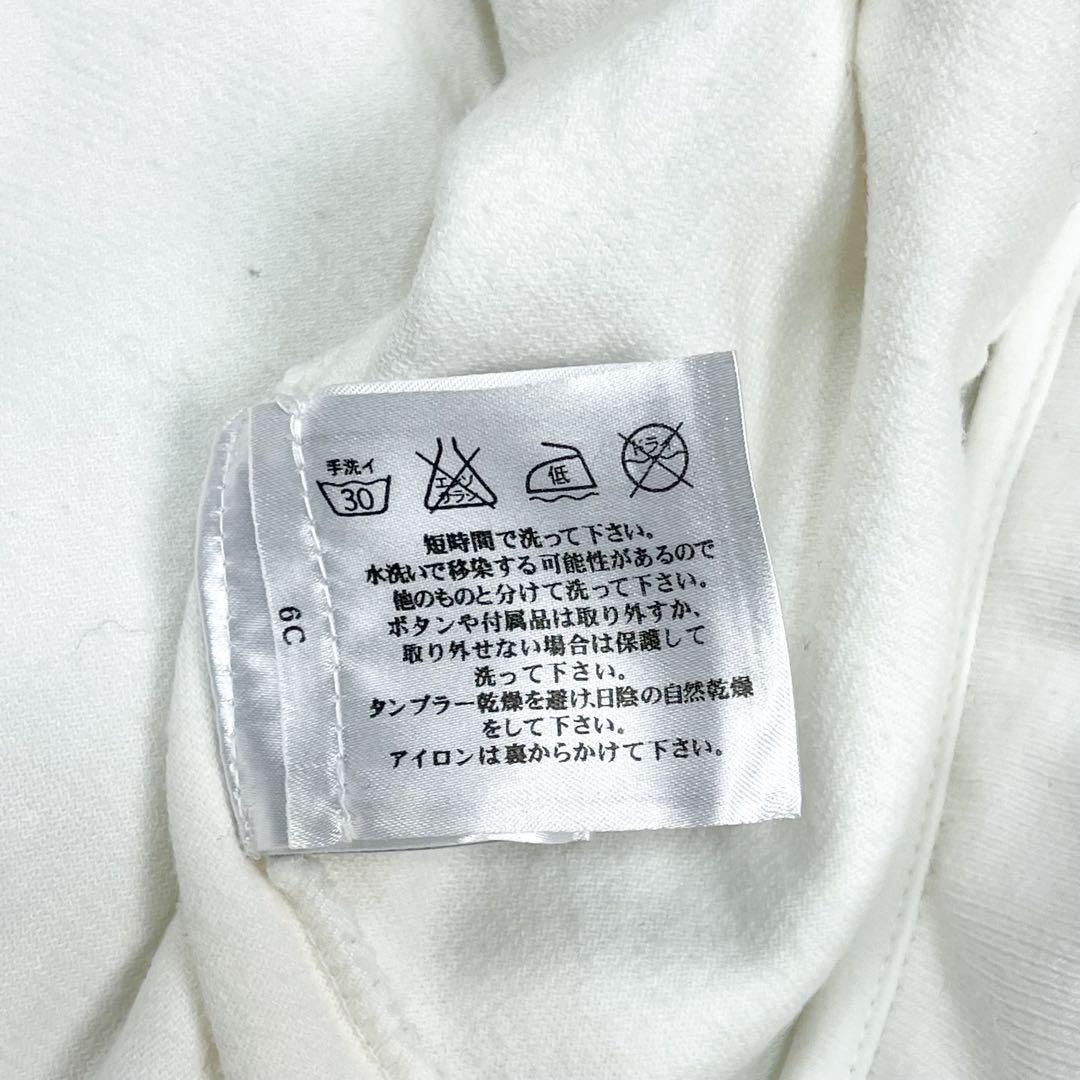 手洗イ
30
エンソ
サラシ
低
ドライ
短時間で洗って下さい。
水洗いで移染する可能性があるので
他のものと分けて洗って下さい。
ボタンや付属品は取り外すか、
取り外せない場合は保護して
洗って下さい。
タンブラー乾燥を避け、日陰の自然乾燥
をして下さい。
アイロンは裏からかけて下さい。
6C